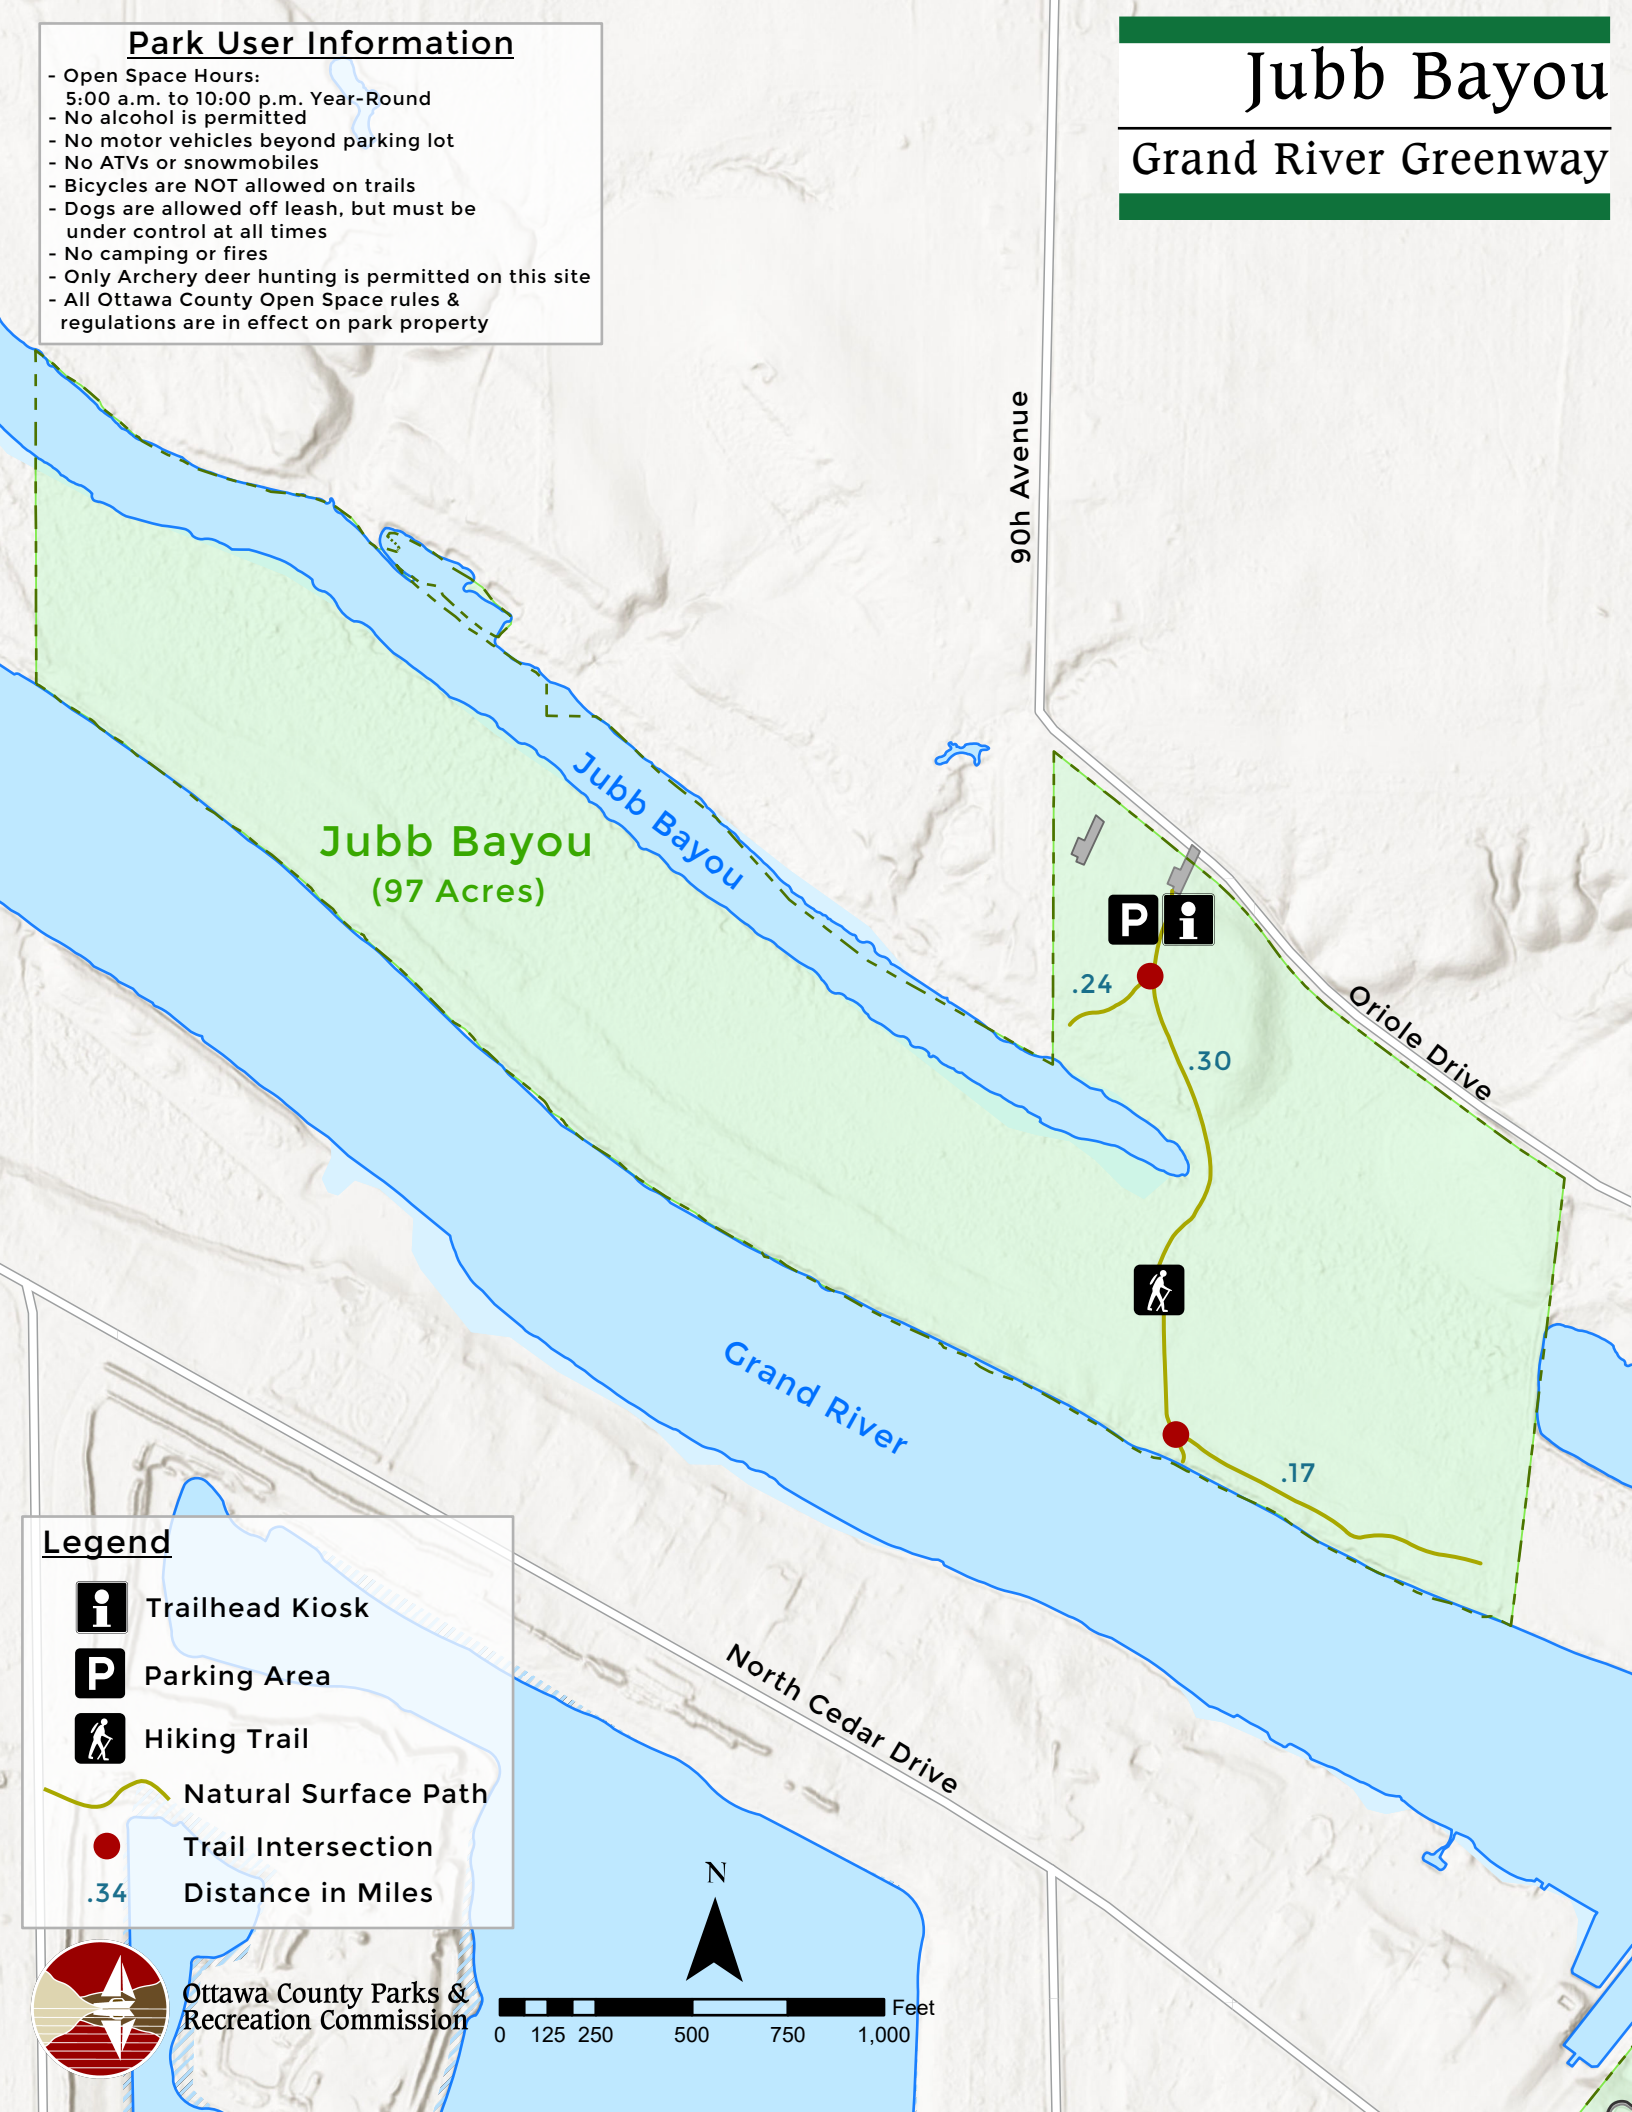 Park User Information
- Open Space Hours:
5:00 a.m. to 10:00 p.m. Year-Round
- No alcohol is permitted
- No motor vehicles beyond parking lot
- No ATVs or snowmobiles
- Bicycles are NOT allowed on trails
- Dogs are allowed off leash, but must be
under control at all times
- No camping or fires
- Only Archery deer hunting is permitted on this site
- All Ottawa County Open Space rules &
regulations are in effect on park property
Jubb Bayou
Grand River Greenway
90h Avenue
Jubb Bayou
Jubb Bayou
(97 Acres)
P
i
.24
.30
Oriole Drive
Grand River
.17
North Cedar Drive
Legend
i Trailhead Kiosk
P Parking Area
Hiking Trail
Natural Surface Path
Trail Intersection
.34 Distance in Miles
N
Ottawa County Parks &
Recreation Commission
Feet
0 125 250 500 750 1,000